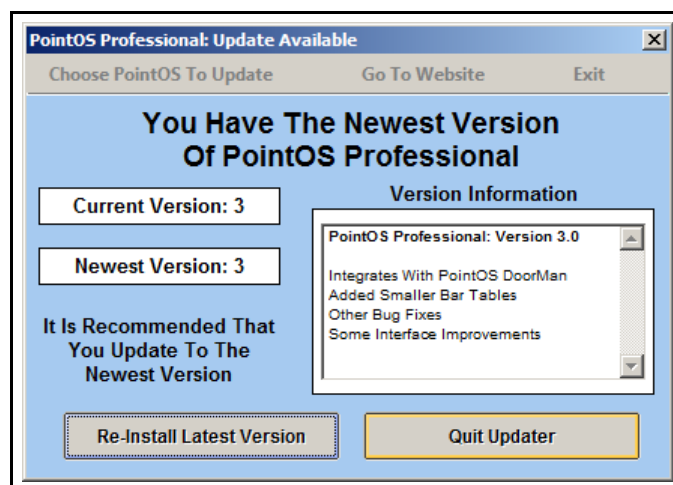 PointOS Professional: Update Available
Choose PointOS To Update Go To Website Exit
You Have The Newest Version
Of PointOS Professional
Current Version: 3
Newest Version: 3
It Is Recommended That
You Update To The
Newest Version
Version Information
PointOS Professional: Version 3.0
Integrates With PointOS DoorMan
Added Smaller Bar Tables
Other Bug Fixes
Some Interface Improvements
Re-Install Latest Version
Quit Updater